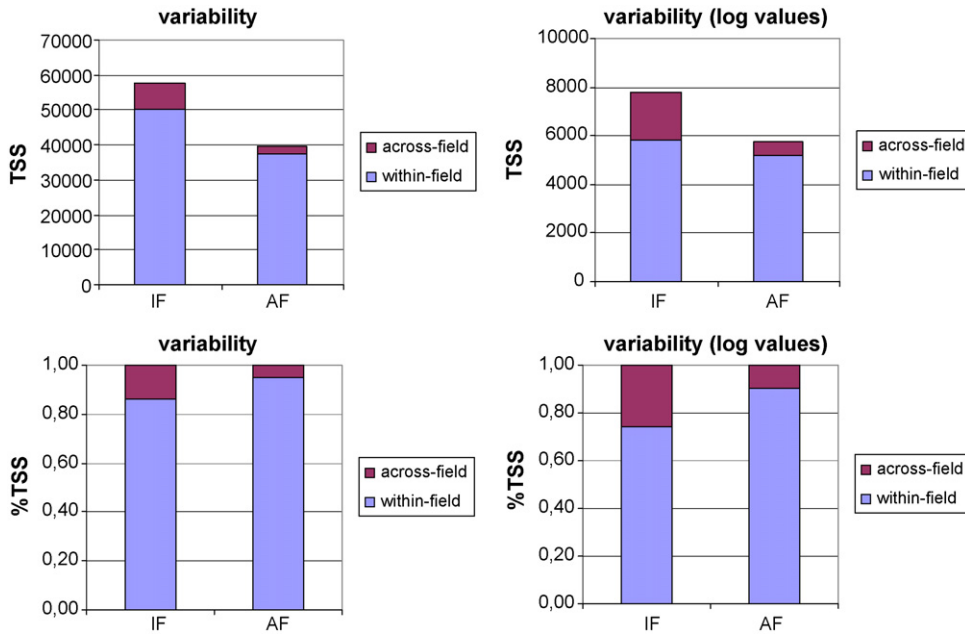 variability
70000
60000
50000
40000
30000
20000
10000
0
TSS
IF
AF
across-field
within-field
variability (log values)
10000
8000
6000
4000
2000
0
TSS
IF
AF
across-field
within-field
variability
1,00
0,80
0,60
0,40
0,20
0,00
%TSS
IF
AF
across-field
within-field
variability (log values)
1,00
0,80
0,60
0,40
0,20
0,00
%TSS
IF
AF
across-field
within-field